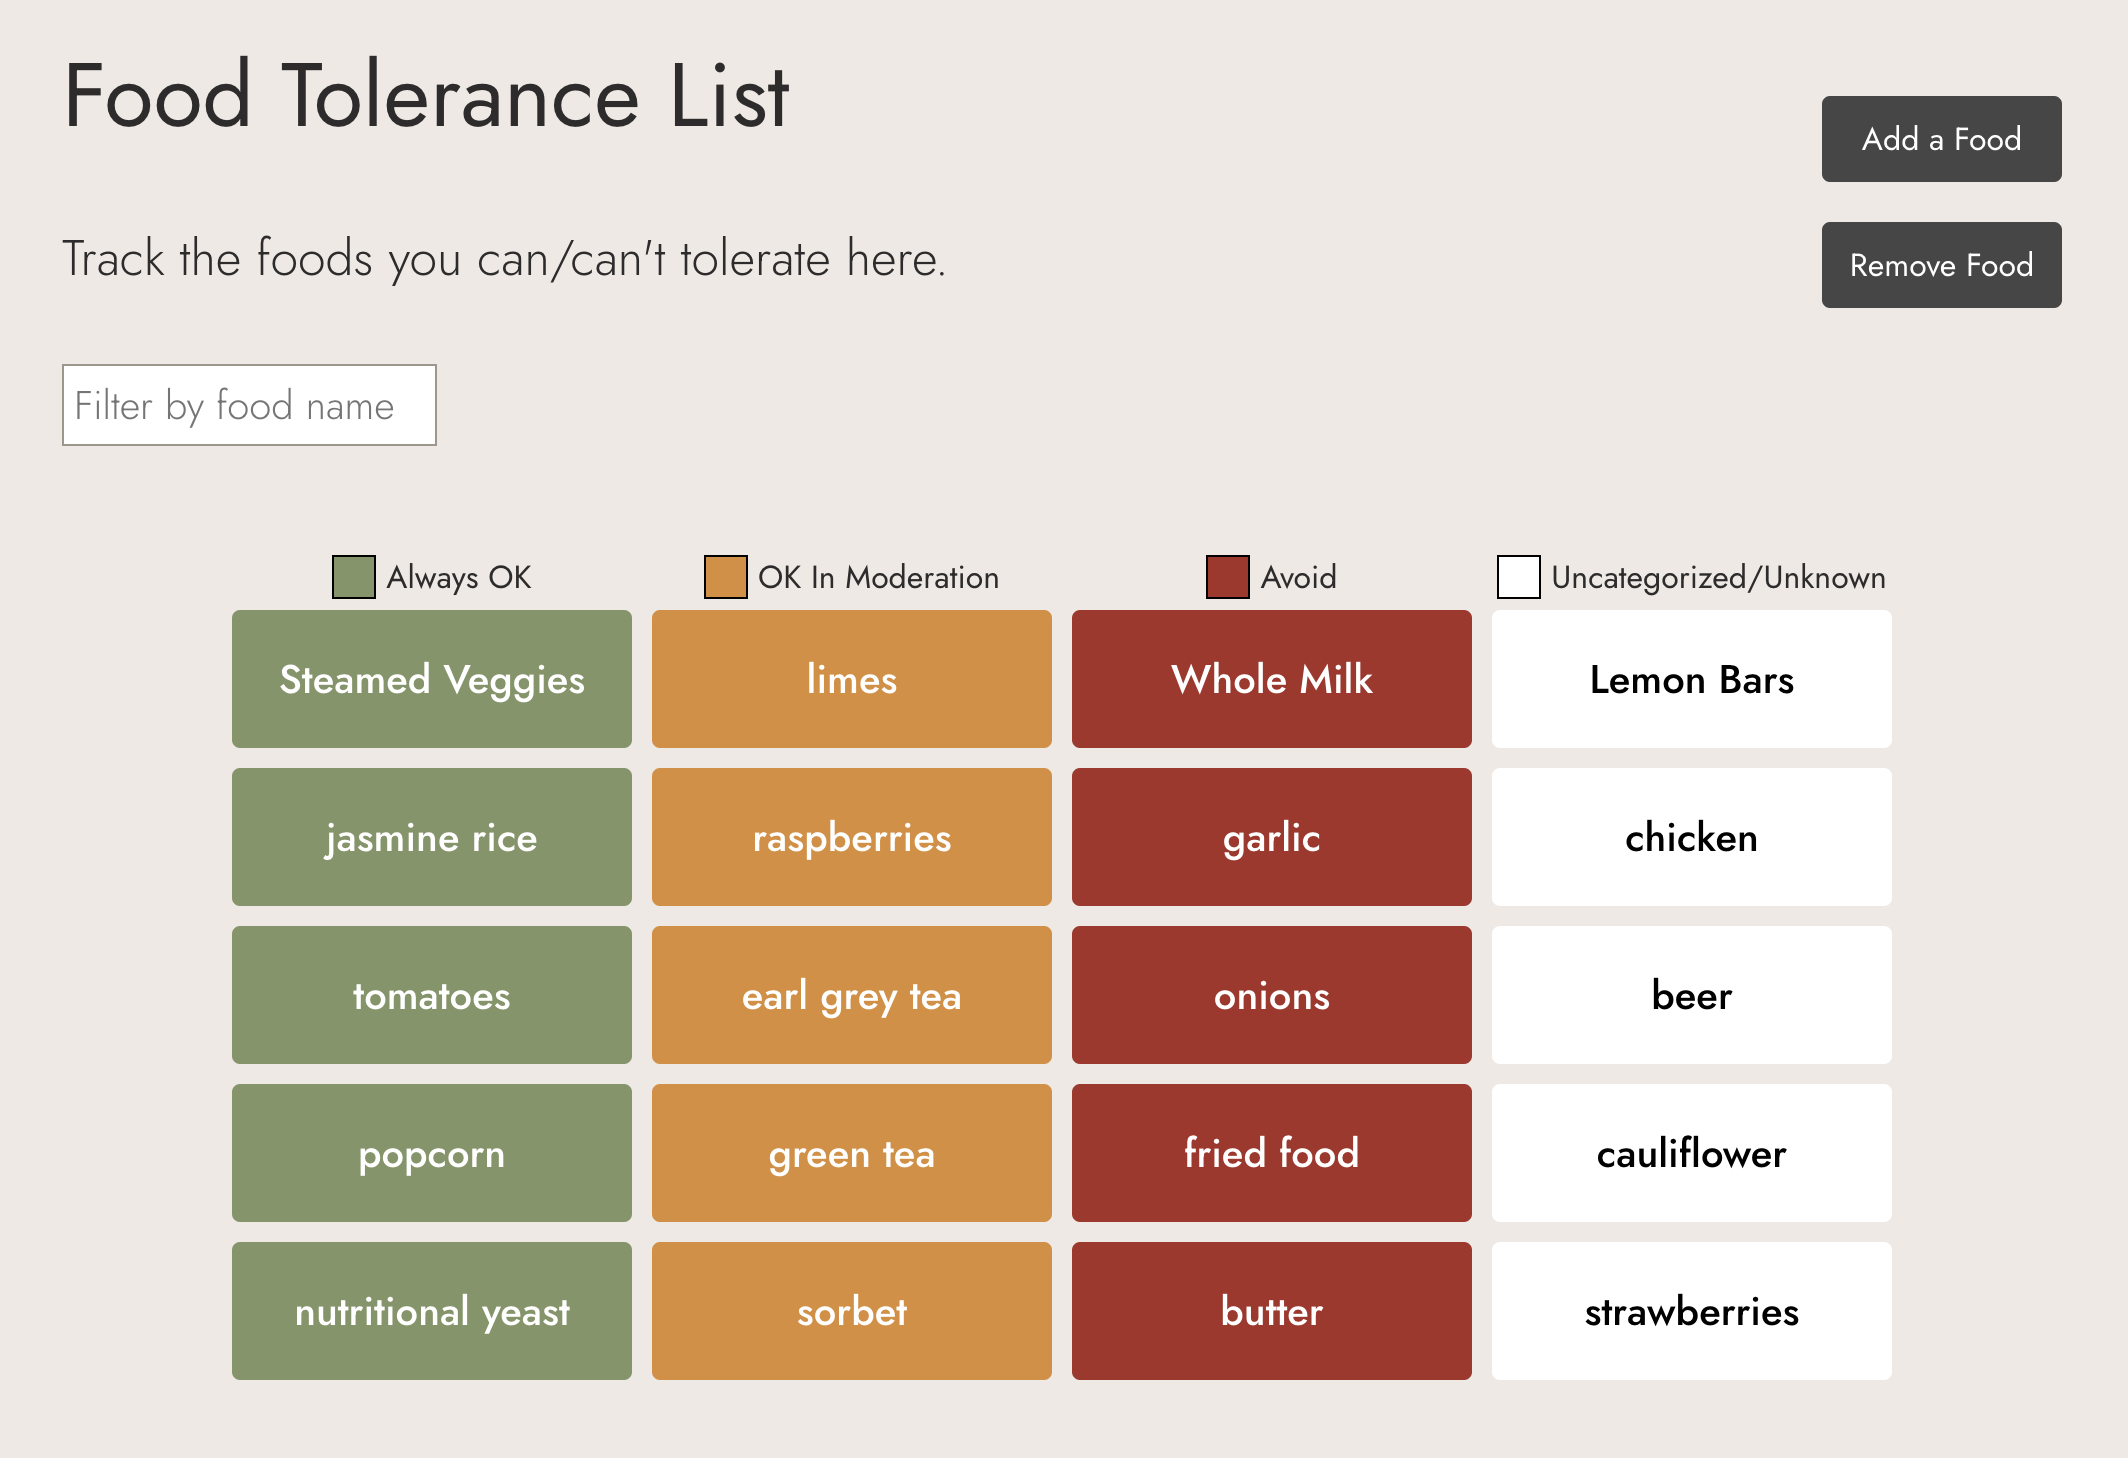 Food Tolerance List
Add a Food
Track the foods you can/can't tolerate here.
Remove Food
Filter by food name
Always OK
OK In Moderation
Avoid
Uncategorized/Unknown
Steamed Veggies
limes
Whole Milk
Lemon Bars
jasmine rice
raspberries
garlic
chicken
tomatoes
earl grey tea
onions
beer
popcorn
green tea
fried food
cauliflower
nutritional yeast
sorbet
butter
strawberries